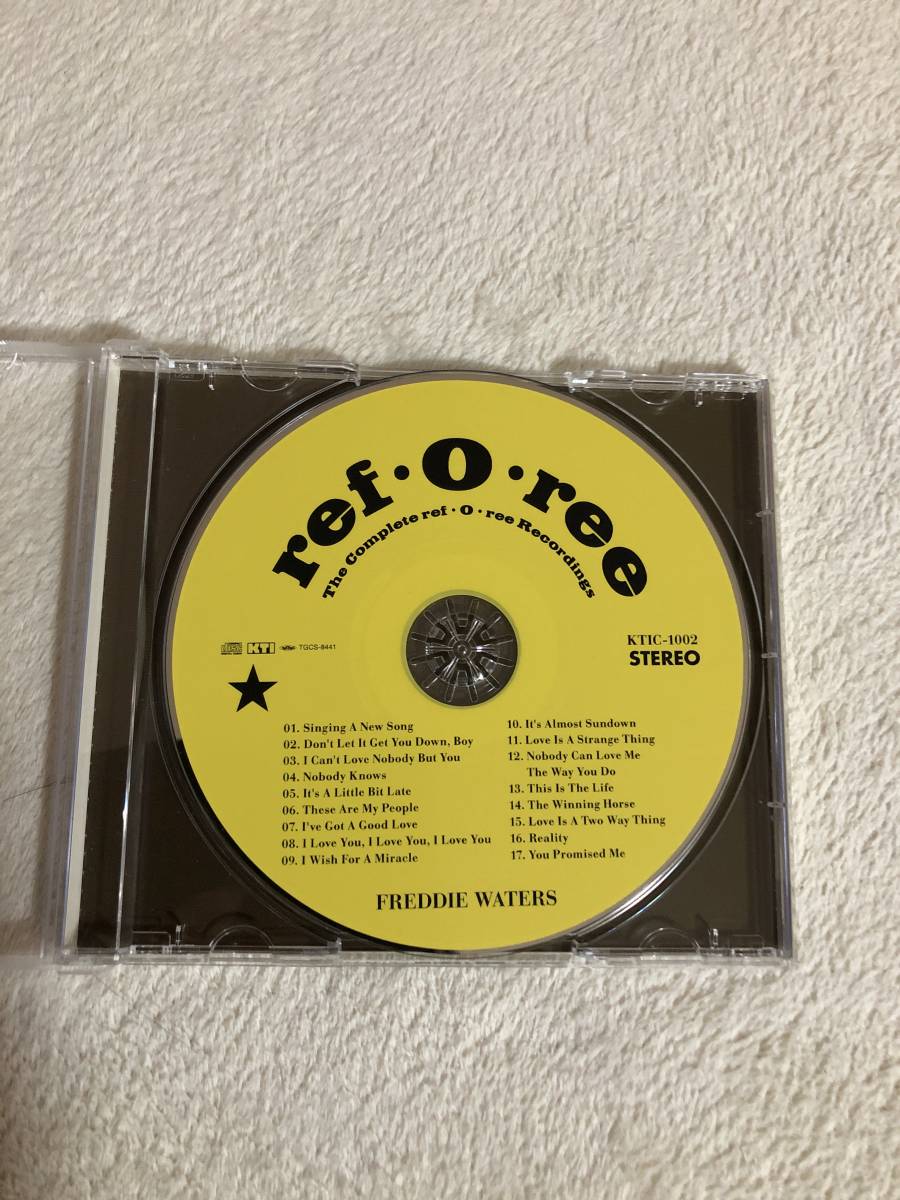 ref·O·ree
The Complete ref·O·ree Recordings
KTI
TGCS-8441
KTIC-1002
STEREO
01. Singing A New Song
02. Don't Let It Get You Down, Boy
03. I Can't Love Nobody But You
04. Nobody Knows
05. It's A Little Bit Late
06. These Are My People
07. I've Got A Good Love
08. I Love You, I Love You, I Love You
09. I Wish For A Miracle
10. It's Almost Sundown
11. Love Is A Strange Thing
12. Nobody Can Love Me
The Way You Do
13. This Is The Life
14. The Winning Horse
15. Love Is A Two Way Thing
16. Reality
17. You Promised Me
FREDDIE WATERS